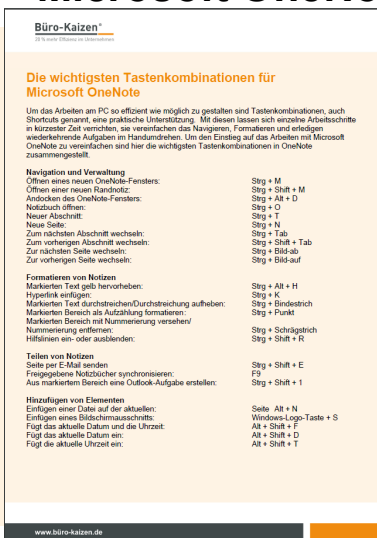 Büro-Kaizen®
Die wichtigsten Tastenkombinationen für
Microsoft OneNote
Um das Arbeiten am PC so effizient wie möglich zu gestalten sind Tastenkombinationen, auch
Shortcuts genannt, eine praktische Unterstützung. Mit diesen lassen sich einzelne Arbeitsschritte
in kürzester Zeit verrichten, sie vereinfachen das Navigieren, Formatieren und erledigen
wiederkehrende Aufgaben im Handumdrehen. Um den Einstieg auf das Arbeiten mit Microsoft
OneNote zu vereinfachen sind hier die wichtigsten Tastenkombinationen in OneNote
zusammengestellt.
Navigation und Verwaltung
Öffnen eines neuen OneNote-Fensters: Strg + M
Öffnen einer neuen Randnotiz: Strg + Shift + M
Andocken des OneNote-Fensters: Strg + Alt + D
Notizbuch öffnen: Strg + O
Neuer Abschnitt: Strg + T
Neue Seite: Strg + N
Zum nächsten Abschnitt wechseln: Strg + Tab
Zum vorherigen Abschnitt wechseln: Strg + Shift + Tab
Zur nächsten Seite wechseln: Strg + Bild-ab
Zur vorherigen Seite wechseln: Strg + Bild-auf
Formatieren von Notizen
Markierten Text gelb hervorheben: Strg + Alt + H
Hyperlink einfügen: Strg + K
Markierten Text durchstreichen/Durchstreichung aufheben: Strg + Bindestrich
Markierten Bereich als Aufzählung formatieren: Strg + Punkt
Markierten Bereich mit Nummerierung versehen/
Nummerierung entfernen: Strg + Schrägstrich
Hilfslinien ein- oder ausblenden: Strg + Shift + R
Teilen von Notizen
Seite per E-Mail senden Strg + Shift + E
Freigegebene Notizbücher synchronisieren: F9
Aus markiertem Bereich eine Outlook-Aufgabe erstellen: Strg + Shift + 1
Hinzufügen von Elementen
Einfügen einer Datei auf der aktuellen: Seite Alt + N
Einfügen eines Bildschirmausschnitts: Windows-Logo-Taste + S
Fügt das aktuelle Datum und die Uhrzeit: Alt + Shift + F
Fügt das aktuelle Datum ein: Alt + Shift + D
Fügt die aktuelle Uhrzeit ein: Alt + Shift + T
www.büro-kaizen.de